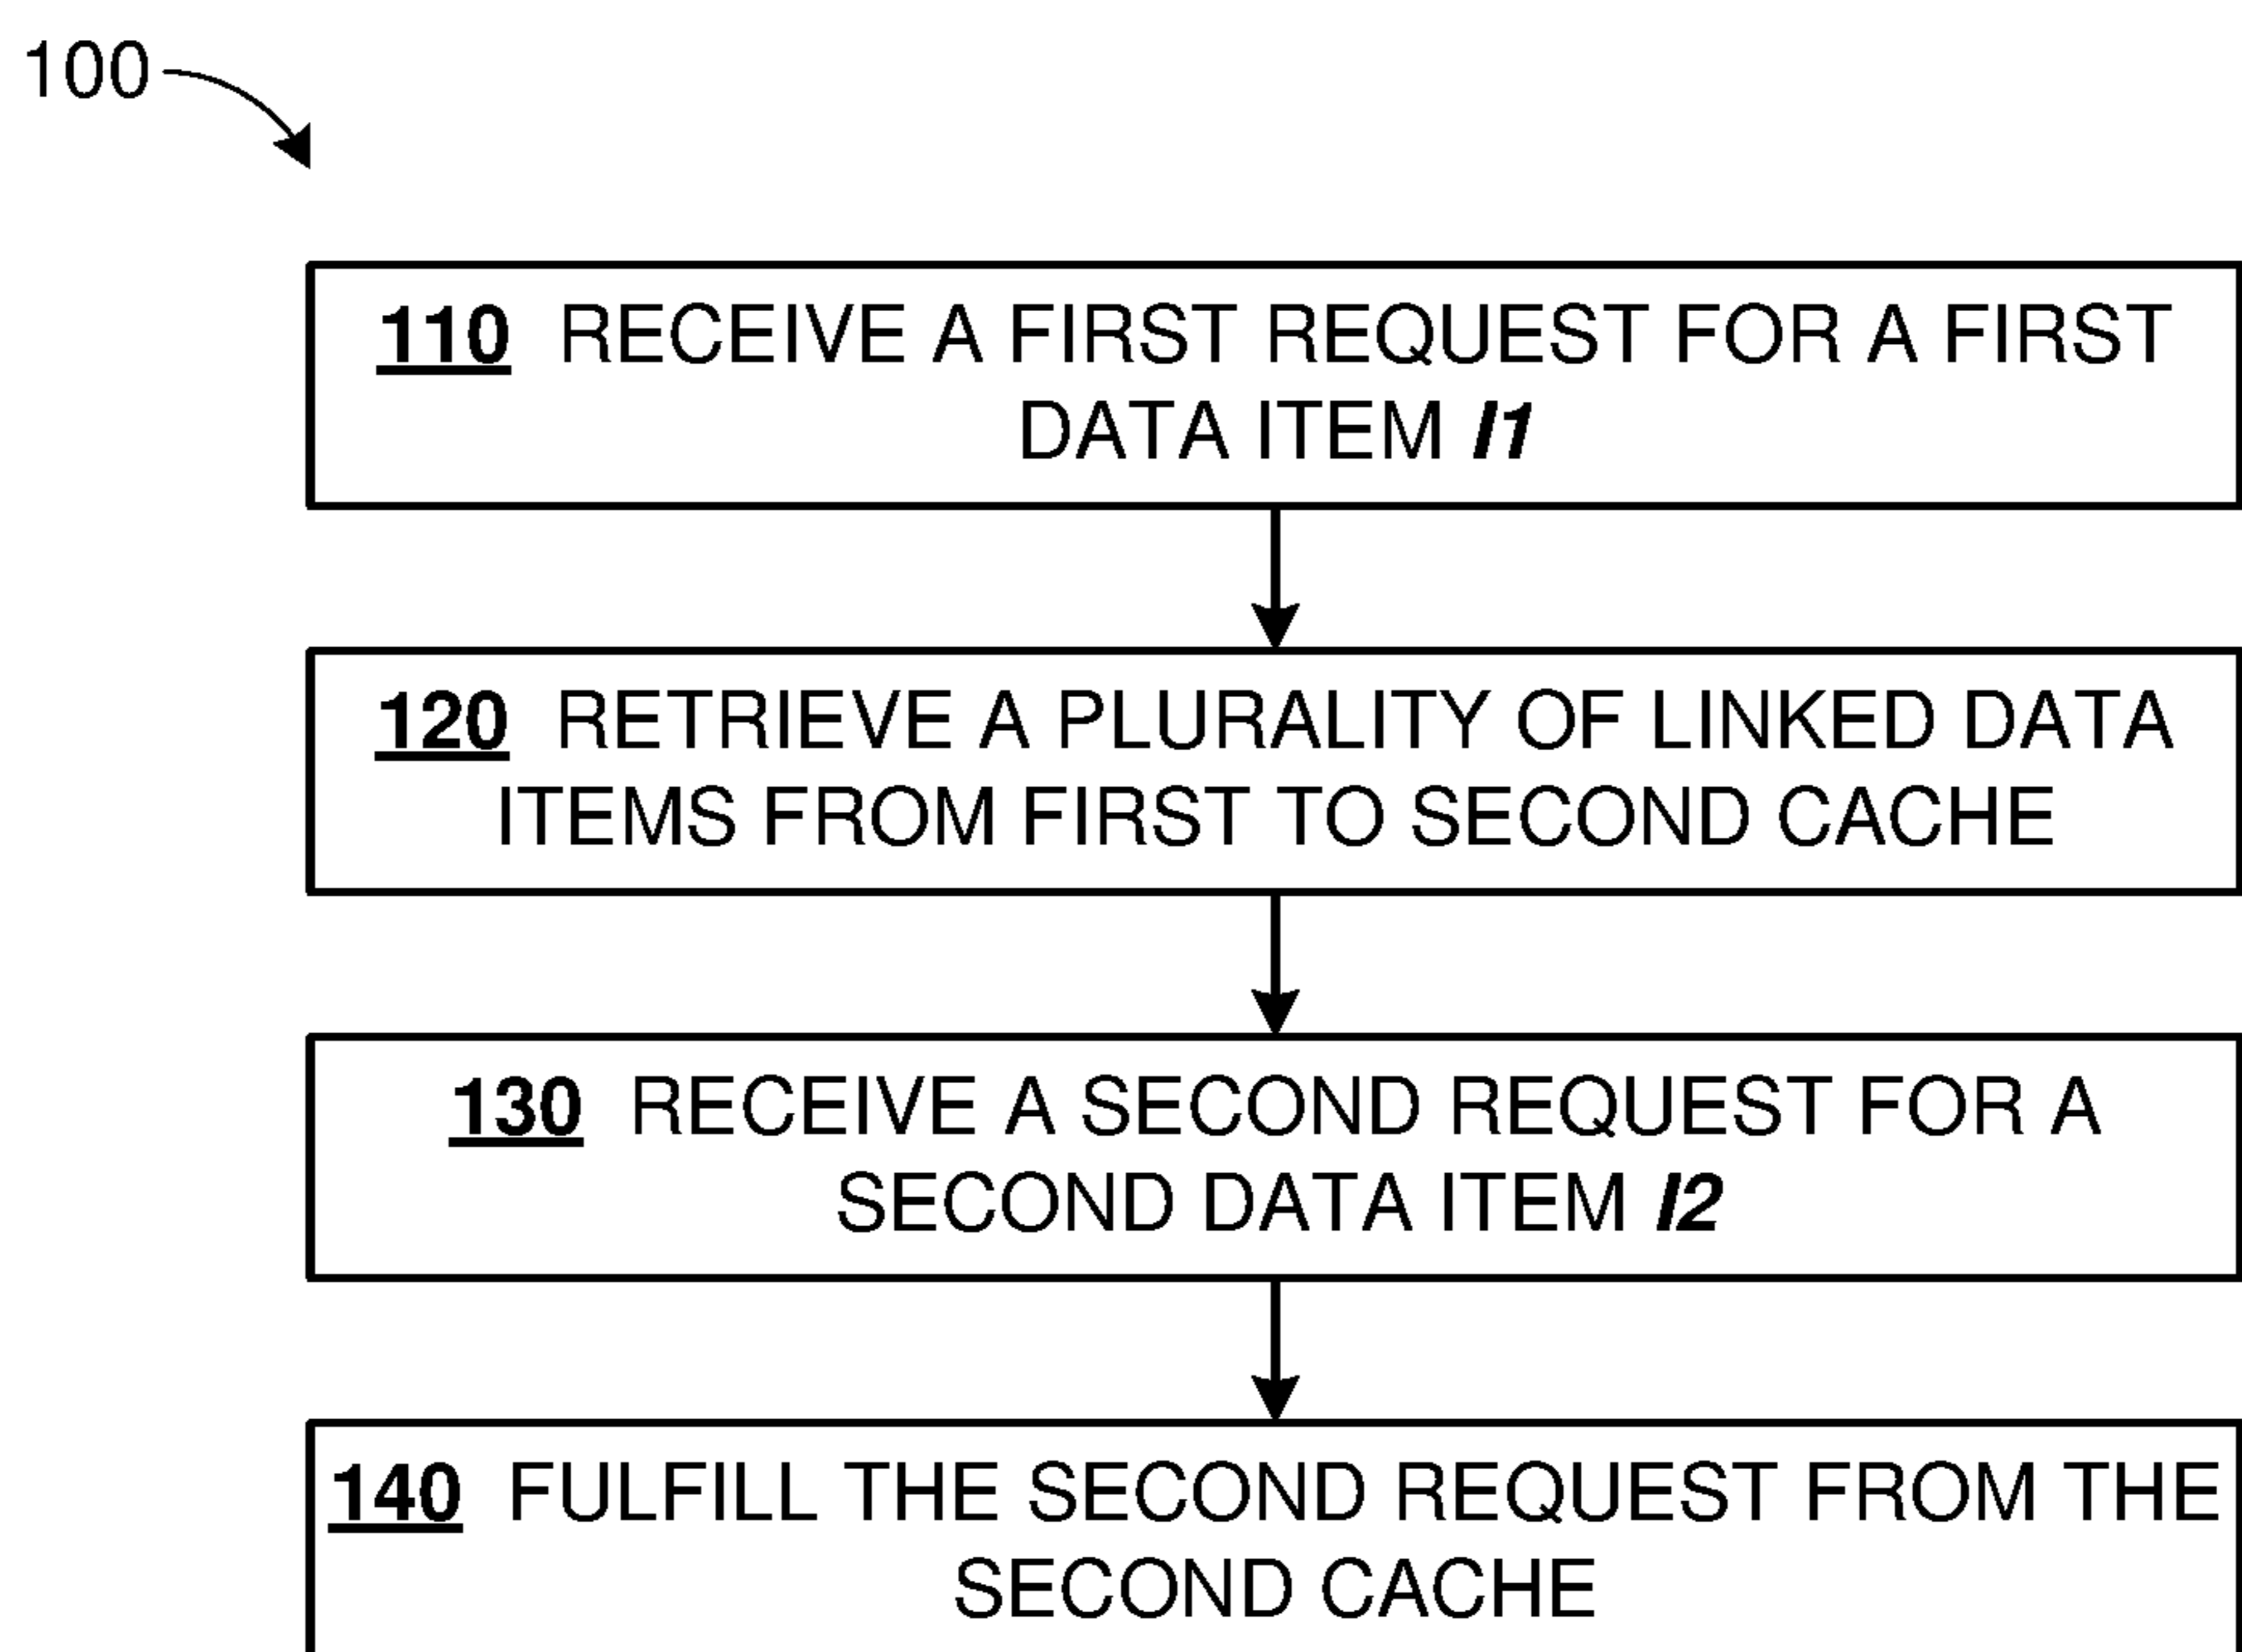 100
110 RECEIVE A FIRST REQUEST FOR A FIRST
DATA ITEM I1
120 RETRIEVE A PLURALITY OF LINKED DATA
ITEMS FROM FIRST TO SECOND CACHE
130 RECEIVE A SECOND REQUEST FOR A
SECOND DATA ITEM I2
140 FULFILL THE SECOND REQUEST FROM THE
SECOND CACHE